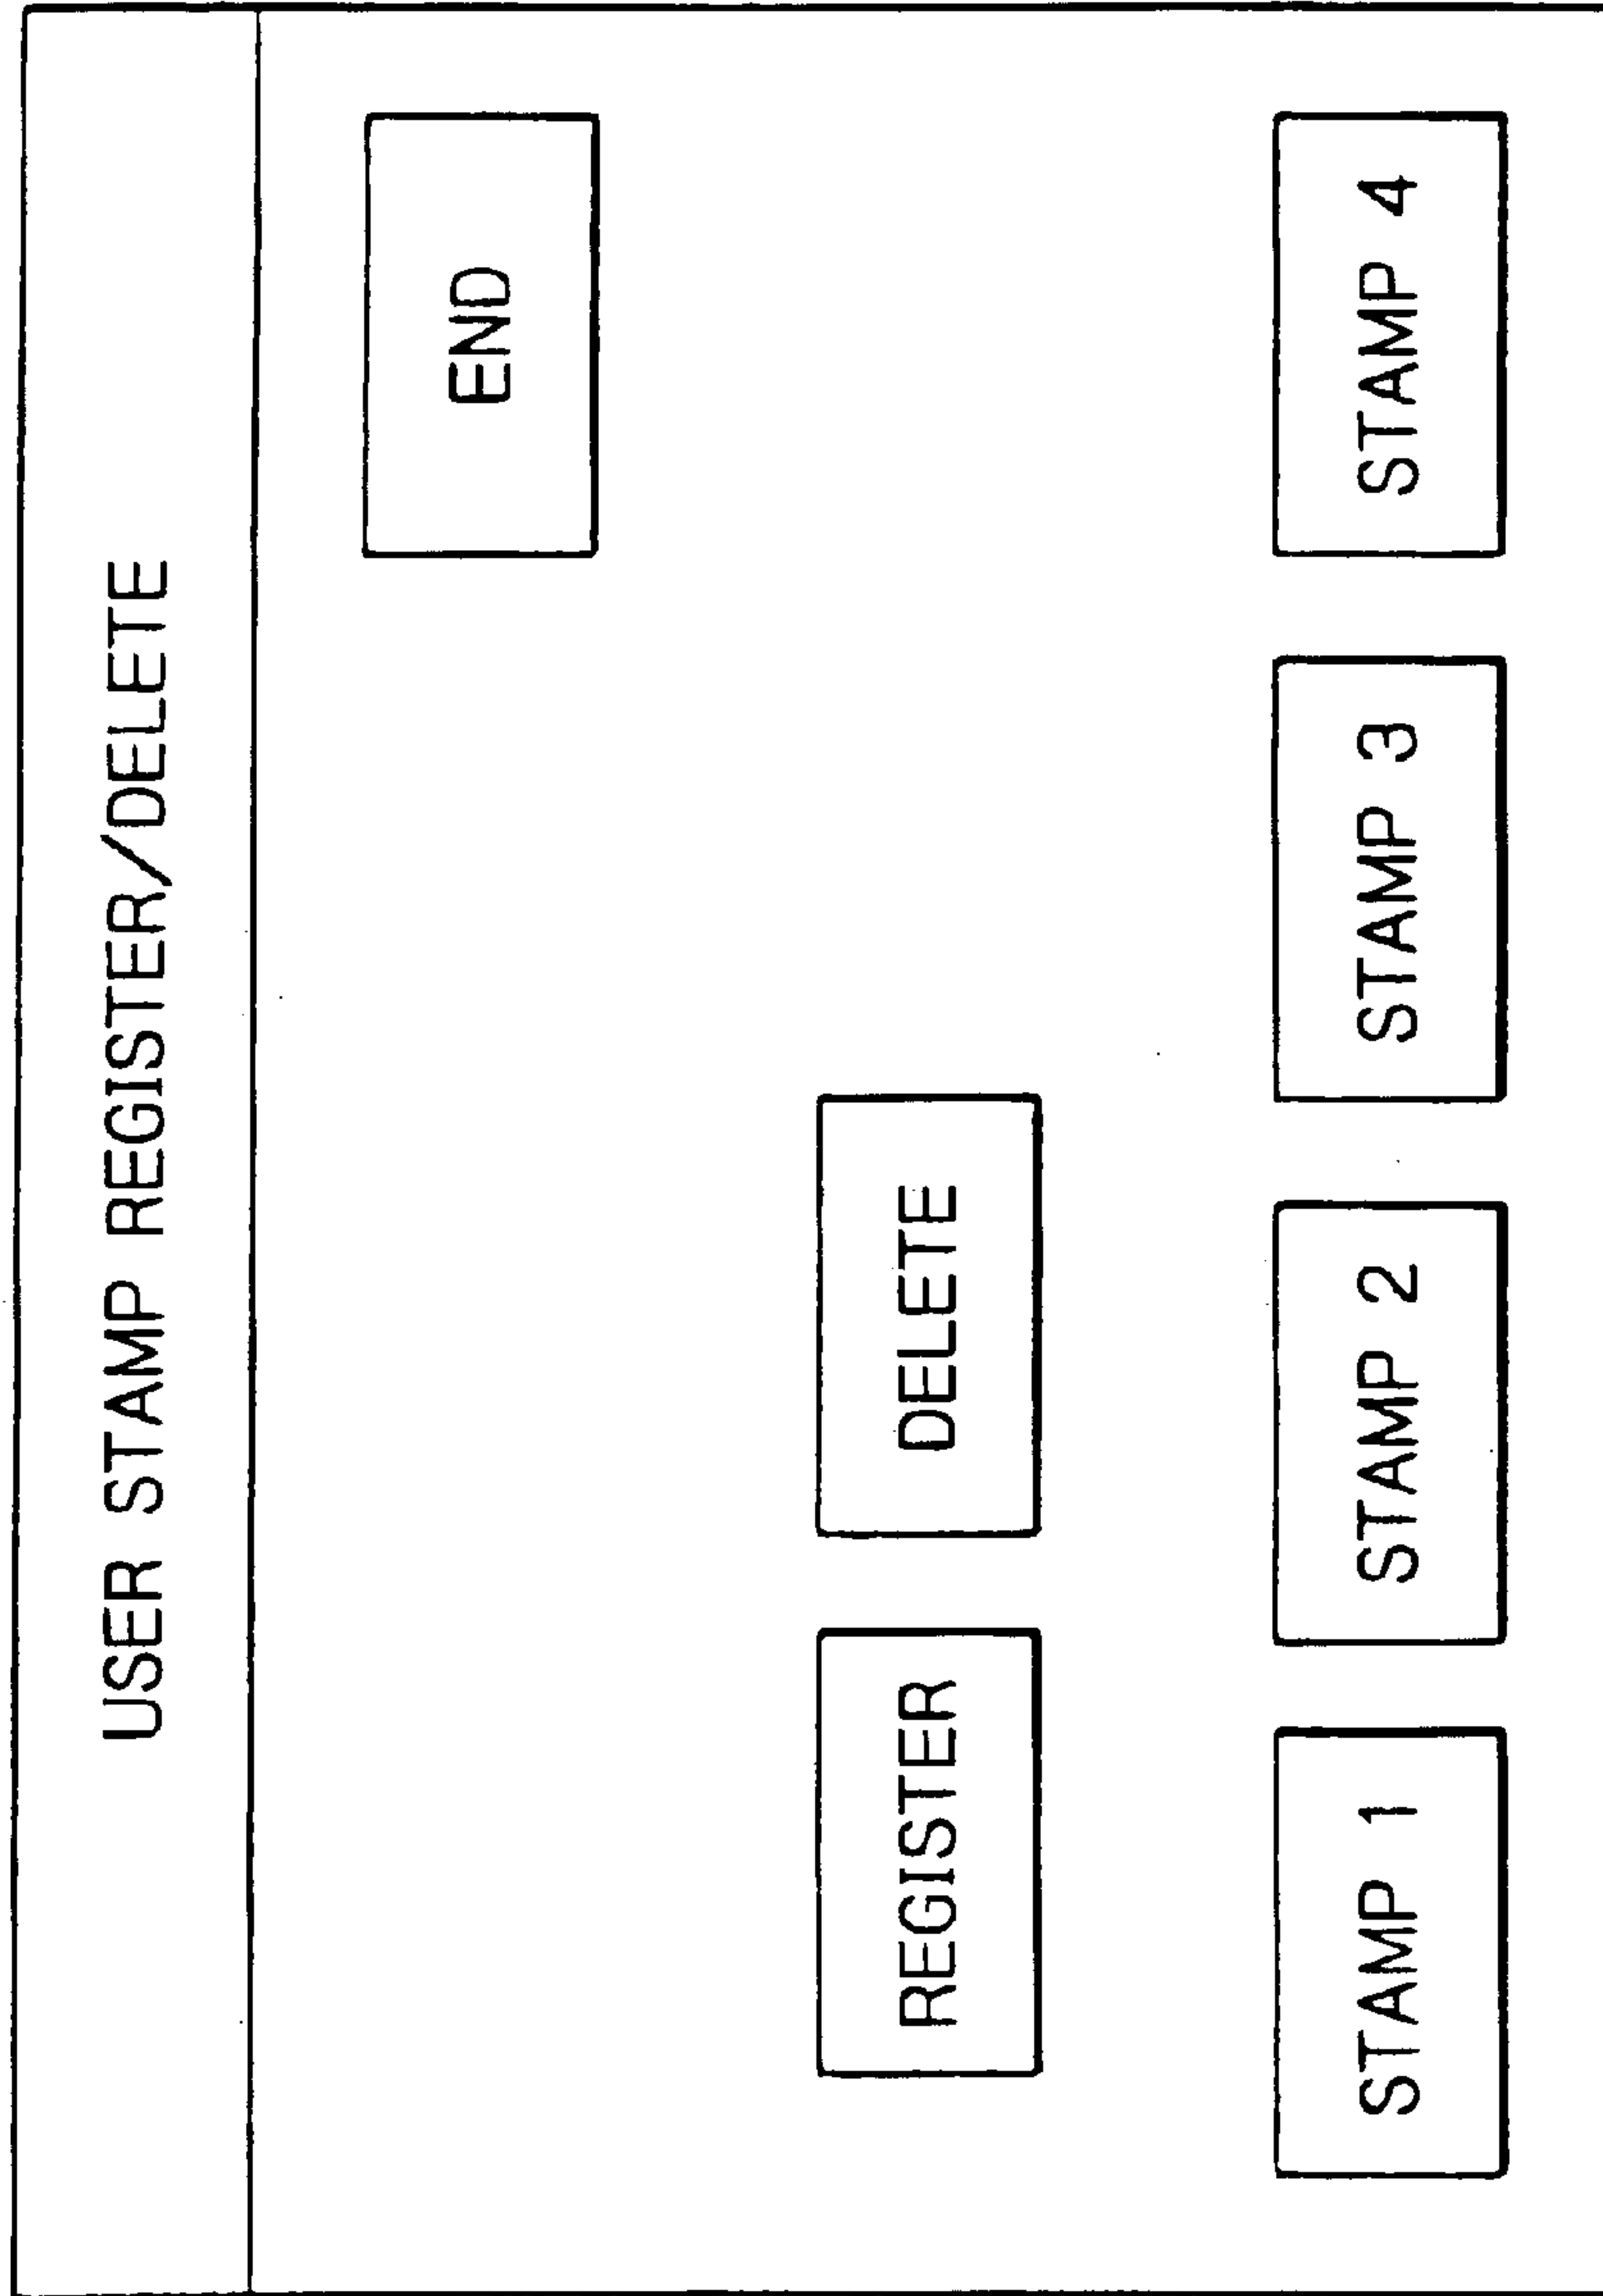 USER STAMP REGISTER/DELETE
END
REGISTER DELETE
STAMP 1 STAMP 2 STAMP 3 STAMP 4